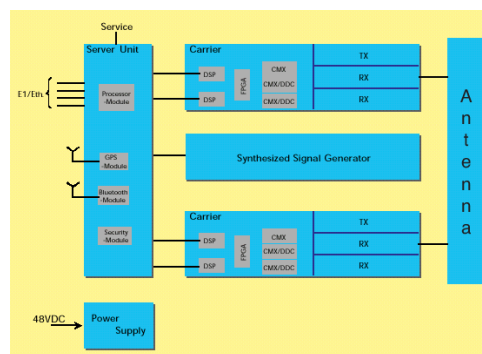 Service
Server Unit
E1/Eth.
Processor
-Module
GPS
-Module
Bluetooth
-Module
Security
-Module
Carrier
DSP
DSP
FPGA
CMX
CMX/DDC
CMX/DDC
TX
RX
RX
Synthesized Signal Generator
Carrier
DSP
DSP
FPGA
CMX
CMX/DDC
CMX/DDC
TX
RX
RX
Antenna
48VDC
Power
Supply